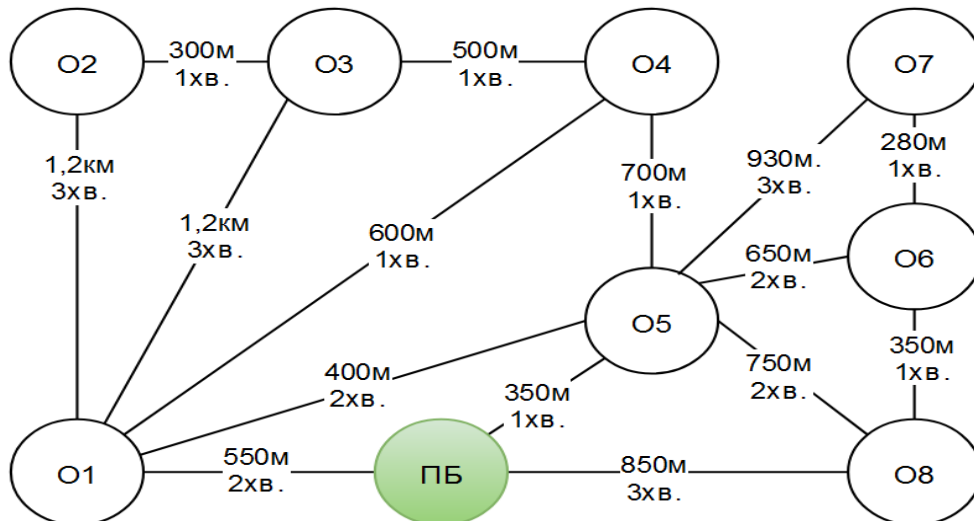 О2
300м
1хв.
О3
500м
1хв.
О4
О7
1,2км
3хв.
1,2км
3хв.
600м
1хв.
700м
1хв.
930м.
3хв.
280м
1хв.
650м
2хв.
О6
О5
400м
2хв.
350м
1хв.
750м
2хв.
350м
1хв.
О1
550м
2хв.
ПБ
850м
3хв.
О8